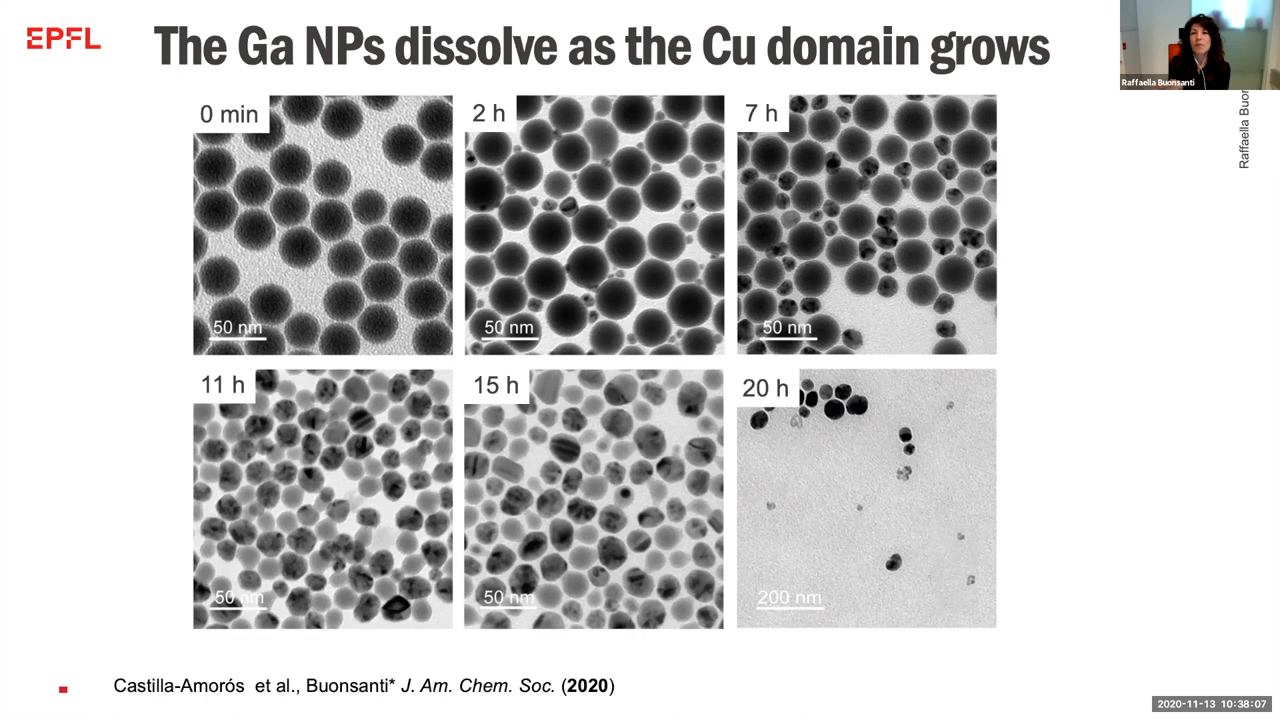 EPFL
The Ga NPs dissolve as the Cu domain grows
Raffaella Buonsanti
Raffaella Buon
0 min
50 nm
2 h
50 nm
7 h
50 nm
11 h
50 nm
15 h
50 nm
20 h
200 nm
Castilla-Amorós et al., Buonsanti* J. Am. Chem. Soc. (2020)
2020-11-13 10:38:07